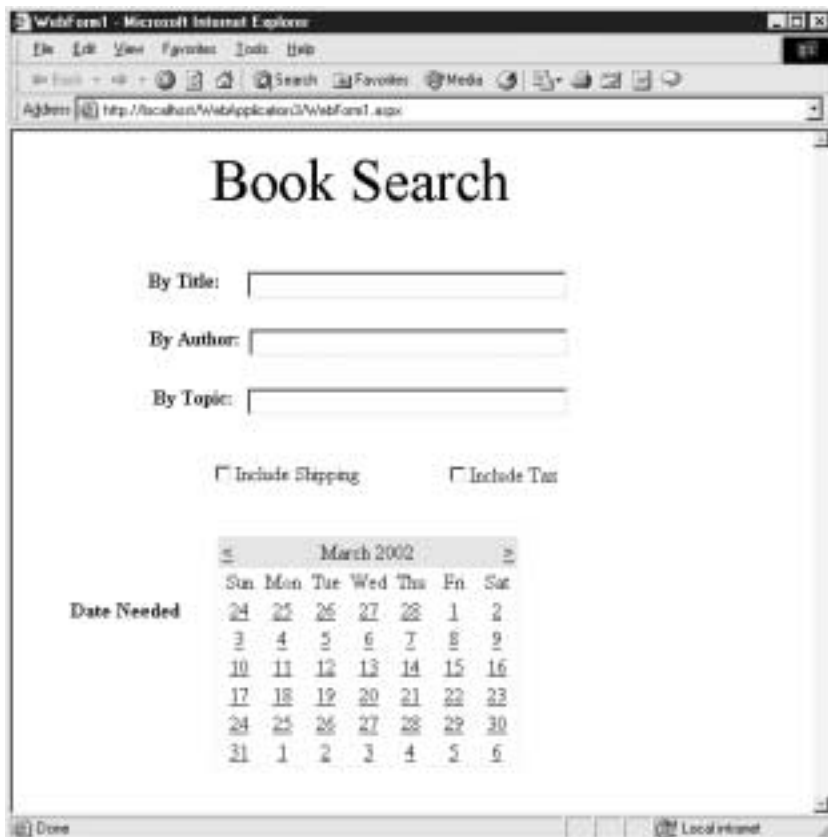 WebForm1 - Microsoft Internet Explorer
File Edit View Favorites Tools Help
Back Search Favorites Media
Address http://localhost/WebApplication3/WebForm1.aspx
Book Search
By Title:
By Author:
By Topic:
Include Shipping Include Tax
< March 2002 >
Sun Mon Tue Wed Thu Fri Sat
Date Needed 24 25 26 27 28 1 2
3 4 5 6 7 8 9
10 11 12 13 14 15 16
17 18 19 20 21 22 23
24 25 26 27 28 29 30
31 1 2 3 4 5 6
Done Local intranet